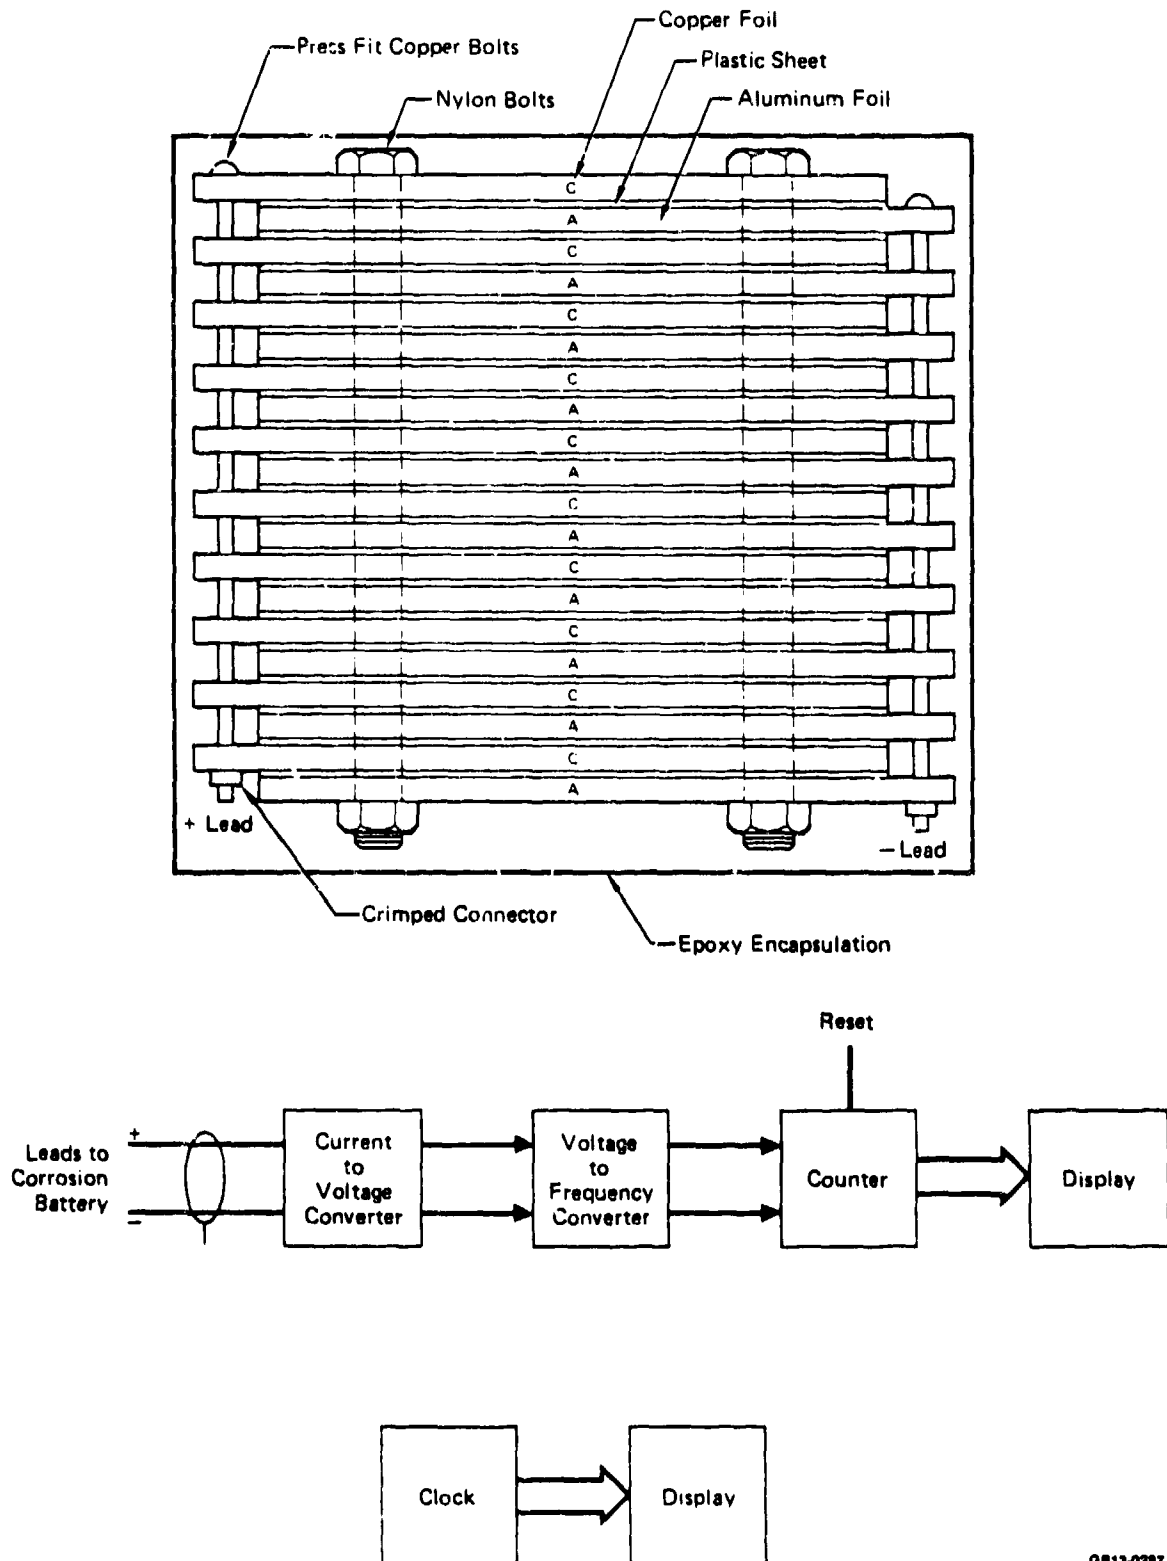 Copper Foil
Press Fit Copper Bolts
Plastic Sheet
Nylon Bolts
Aluminum Foil
C
A
C
A
C
A
C
A
C
A
C
A
C
A
C
A
C
A
C
A
+ Lead
– Lead
Crimped Connector
Epoxy Encapsulation
Reset
Leads to
Corrosion
Battery
+
–
Current
to
Voltage
Converter
Voltage
to
Frequency
Converter
Counter
Display
Clock
Display